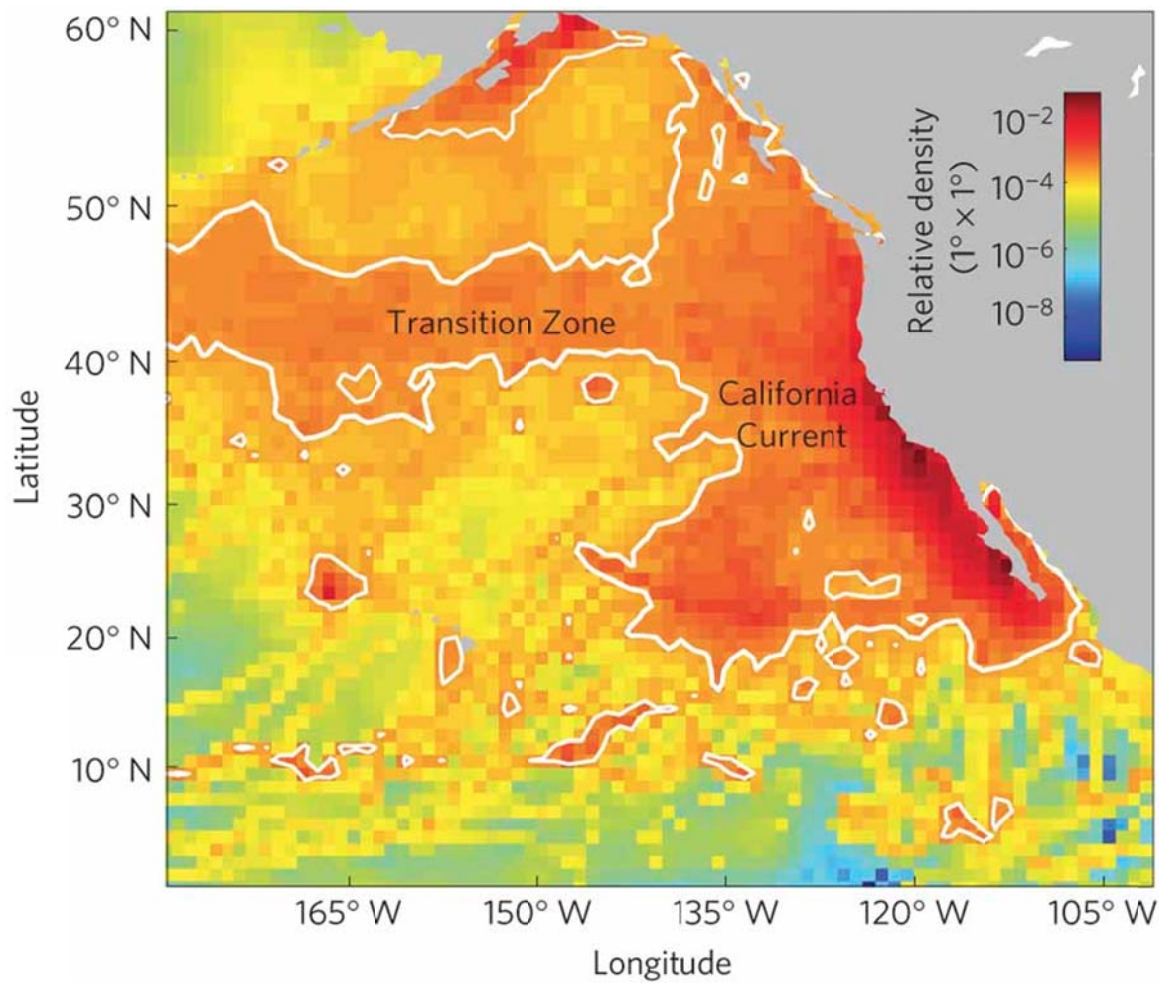 60° N
50° N
40° N
30° N
20° N
10° N
Latitude
165° W
150° W
135° W
120° W
105° W
Longitude
Transition Zone
California
Current
Relative density
(1° × 1°)
10⁻²
10⁻⁴
10⁻⁶
10⁻⁸